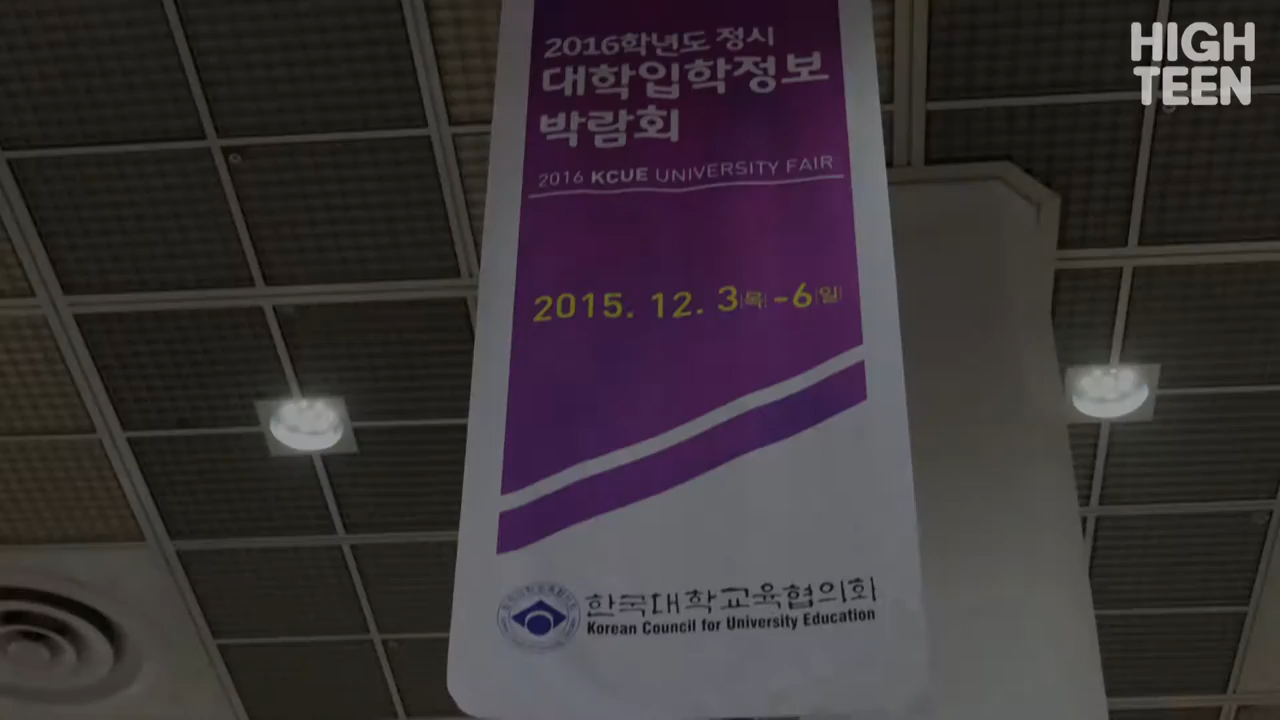 HIGH
TEEN
2016학년도 정시
대학입학정보
박람회
2016 KCUE UNIVERSITY FAIR
2015. 12. 3(목)-6(일)
한국대학교육협의회
Korean Council for University Education